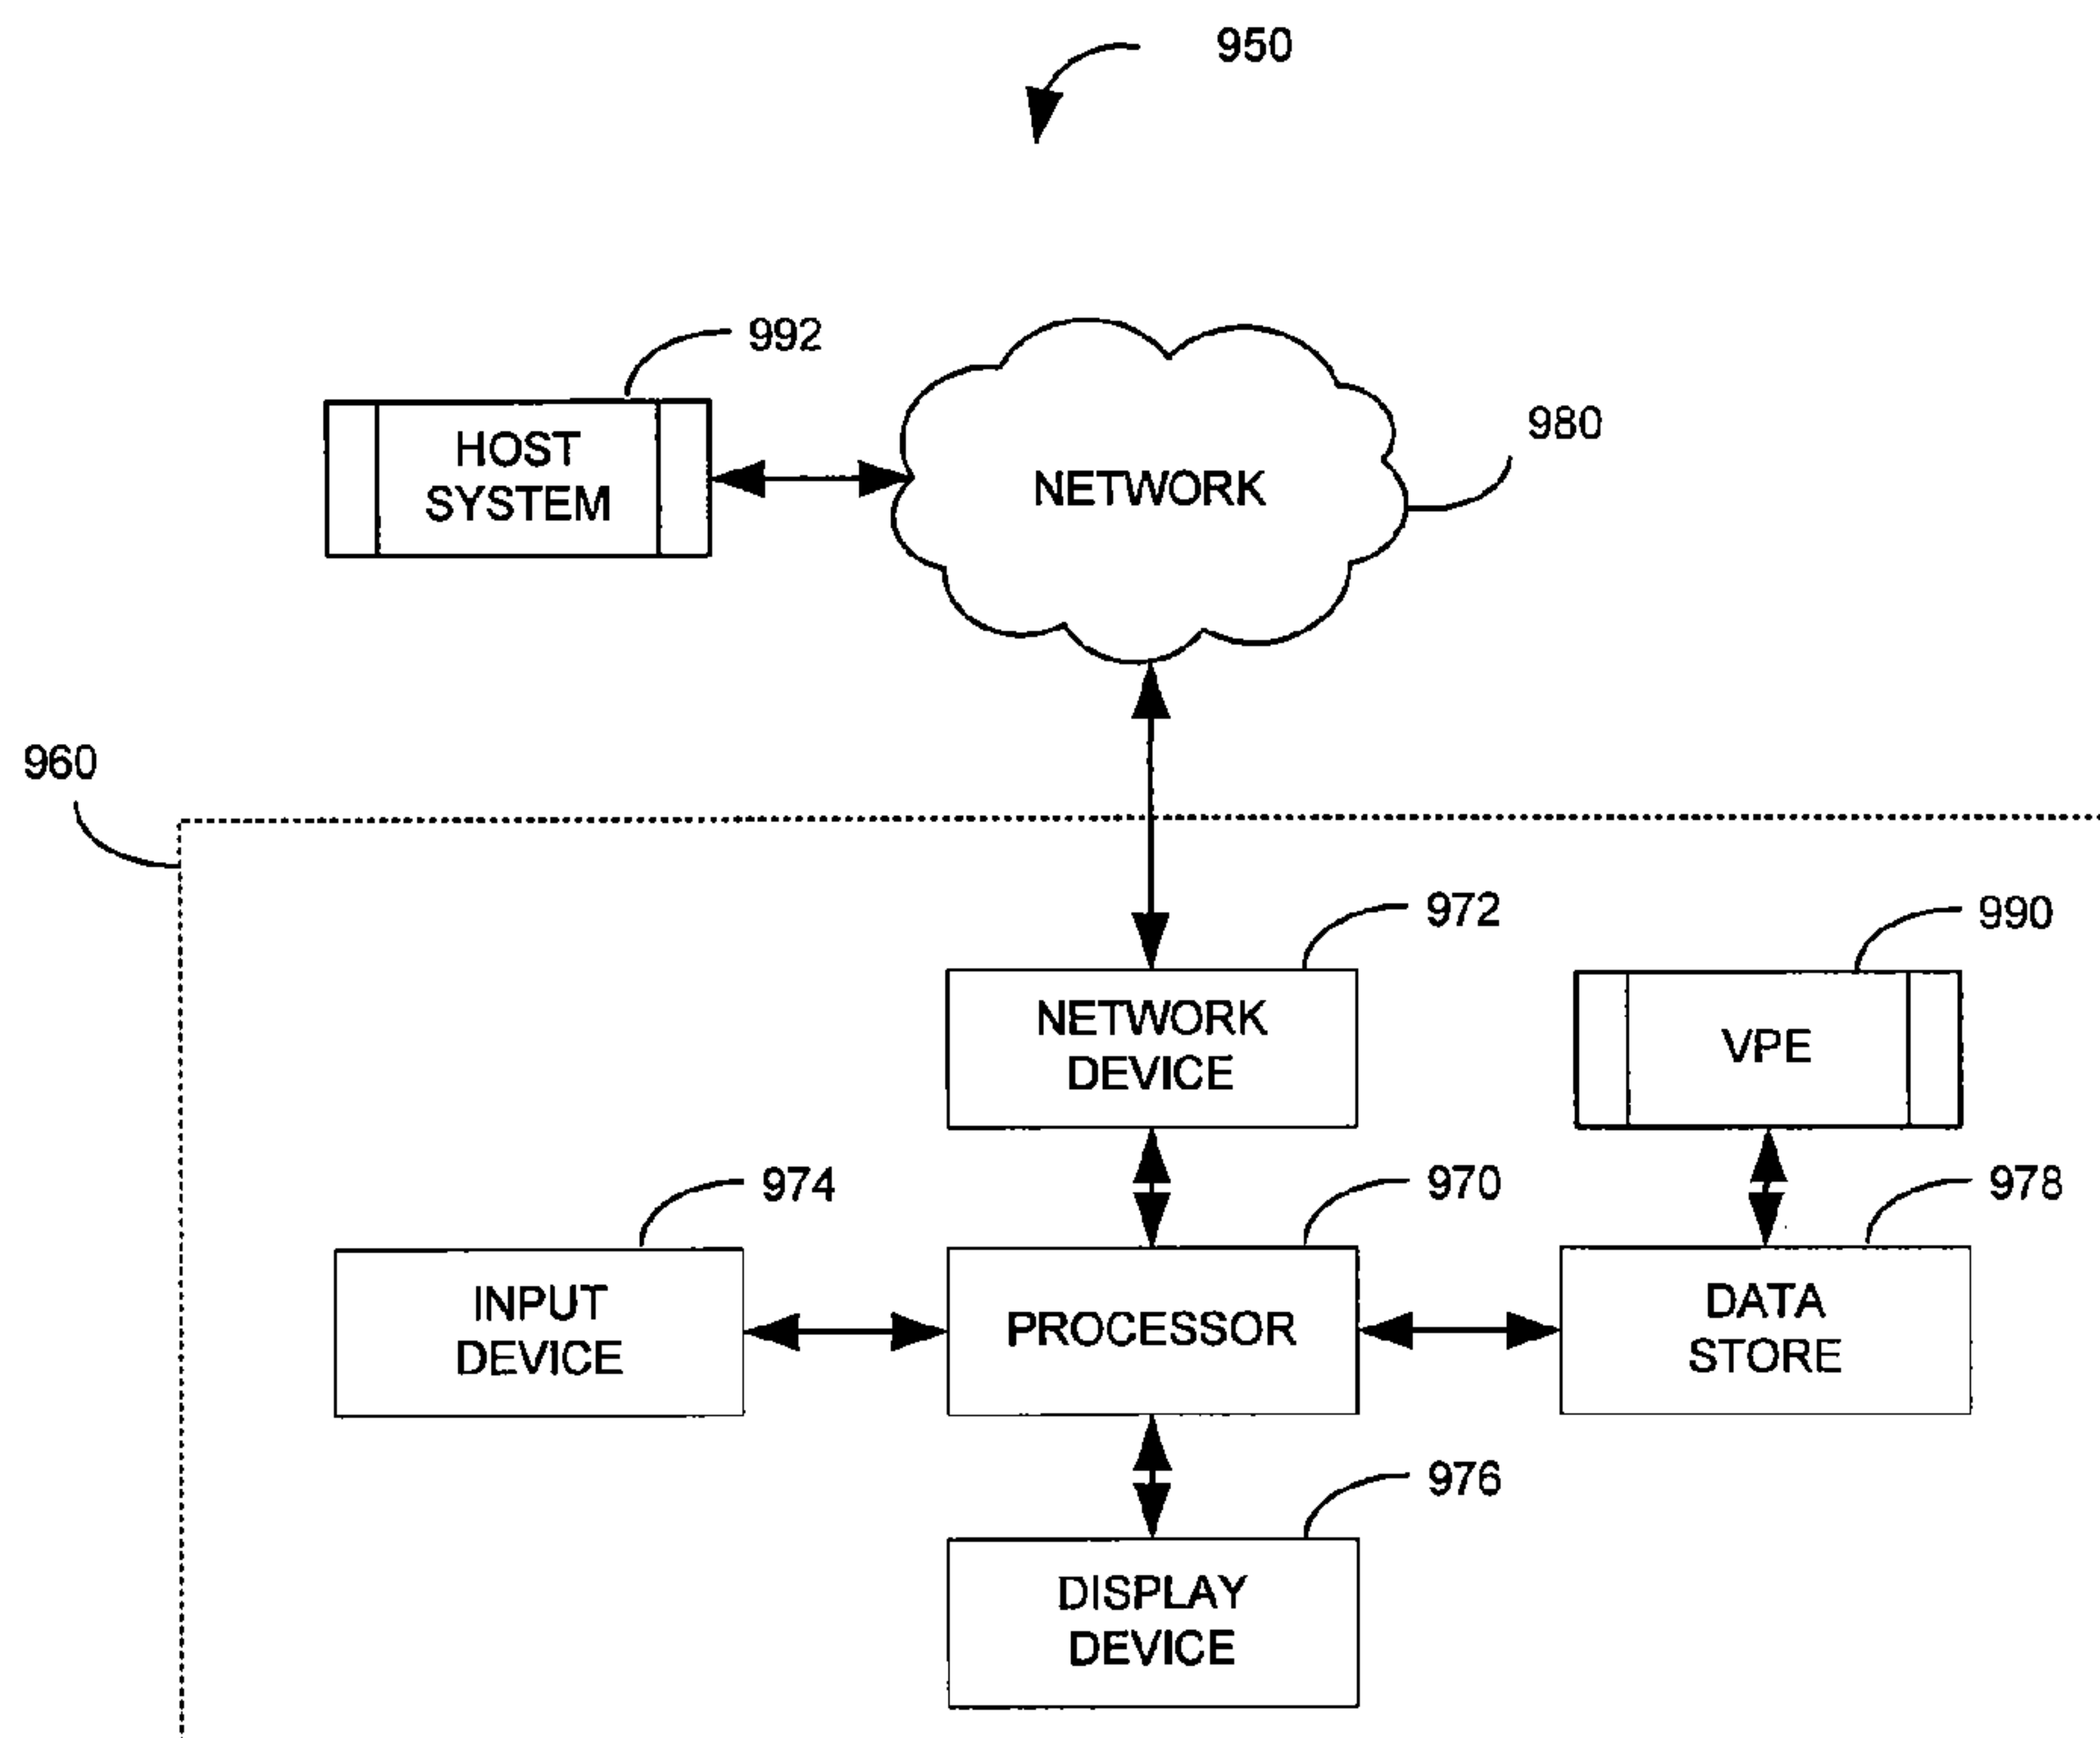 950
992
HOST
SYSTEM
NETWORK
980
960
972
NETWORK
DEVICE
990
VPE
974
970
978
INPUT
DEVICE
PROCESSOR
DATA
STORE
976
DISPLAY
DEVICE